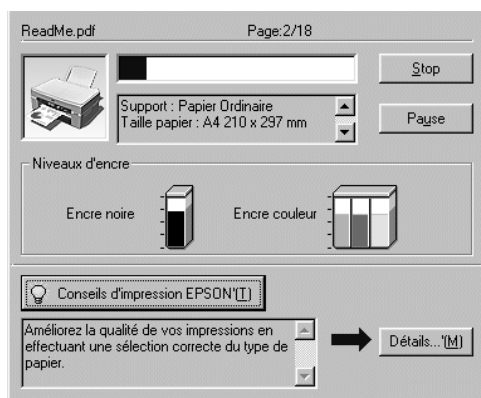 ReadMe.pdf Page:2/18
Stop
Support : Papier Ordinaire
Taille papier : A4 210 x 297 mm
Pause
Niveaux d'encre
Encre noire Encre couleur
Conseils d'impression EPSON'(T)
Améliorez la qualité de vos impressions en
effectuant une sélection correcte du type de
papier.
Détails...'(M)